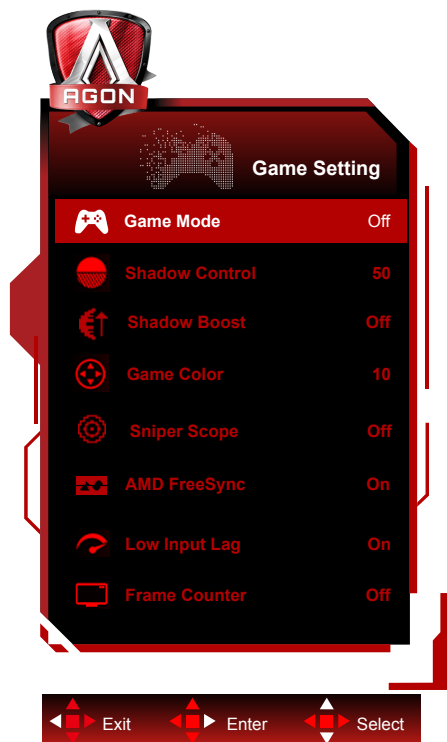 AGON
Game Setting
Game Mode Off
Shadow Control 50
Shadow Boost Off
Game Color 10
Sniper Scope Off
AMD FreeSync On
Low Input Lag On
Frame Counter Off
Exit Enter Select